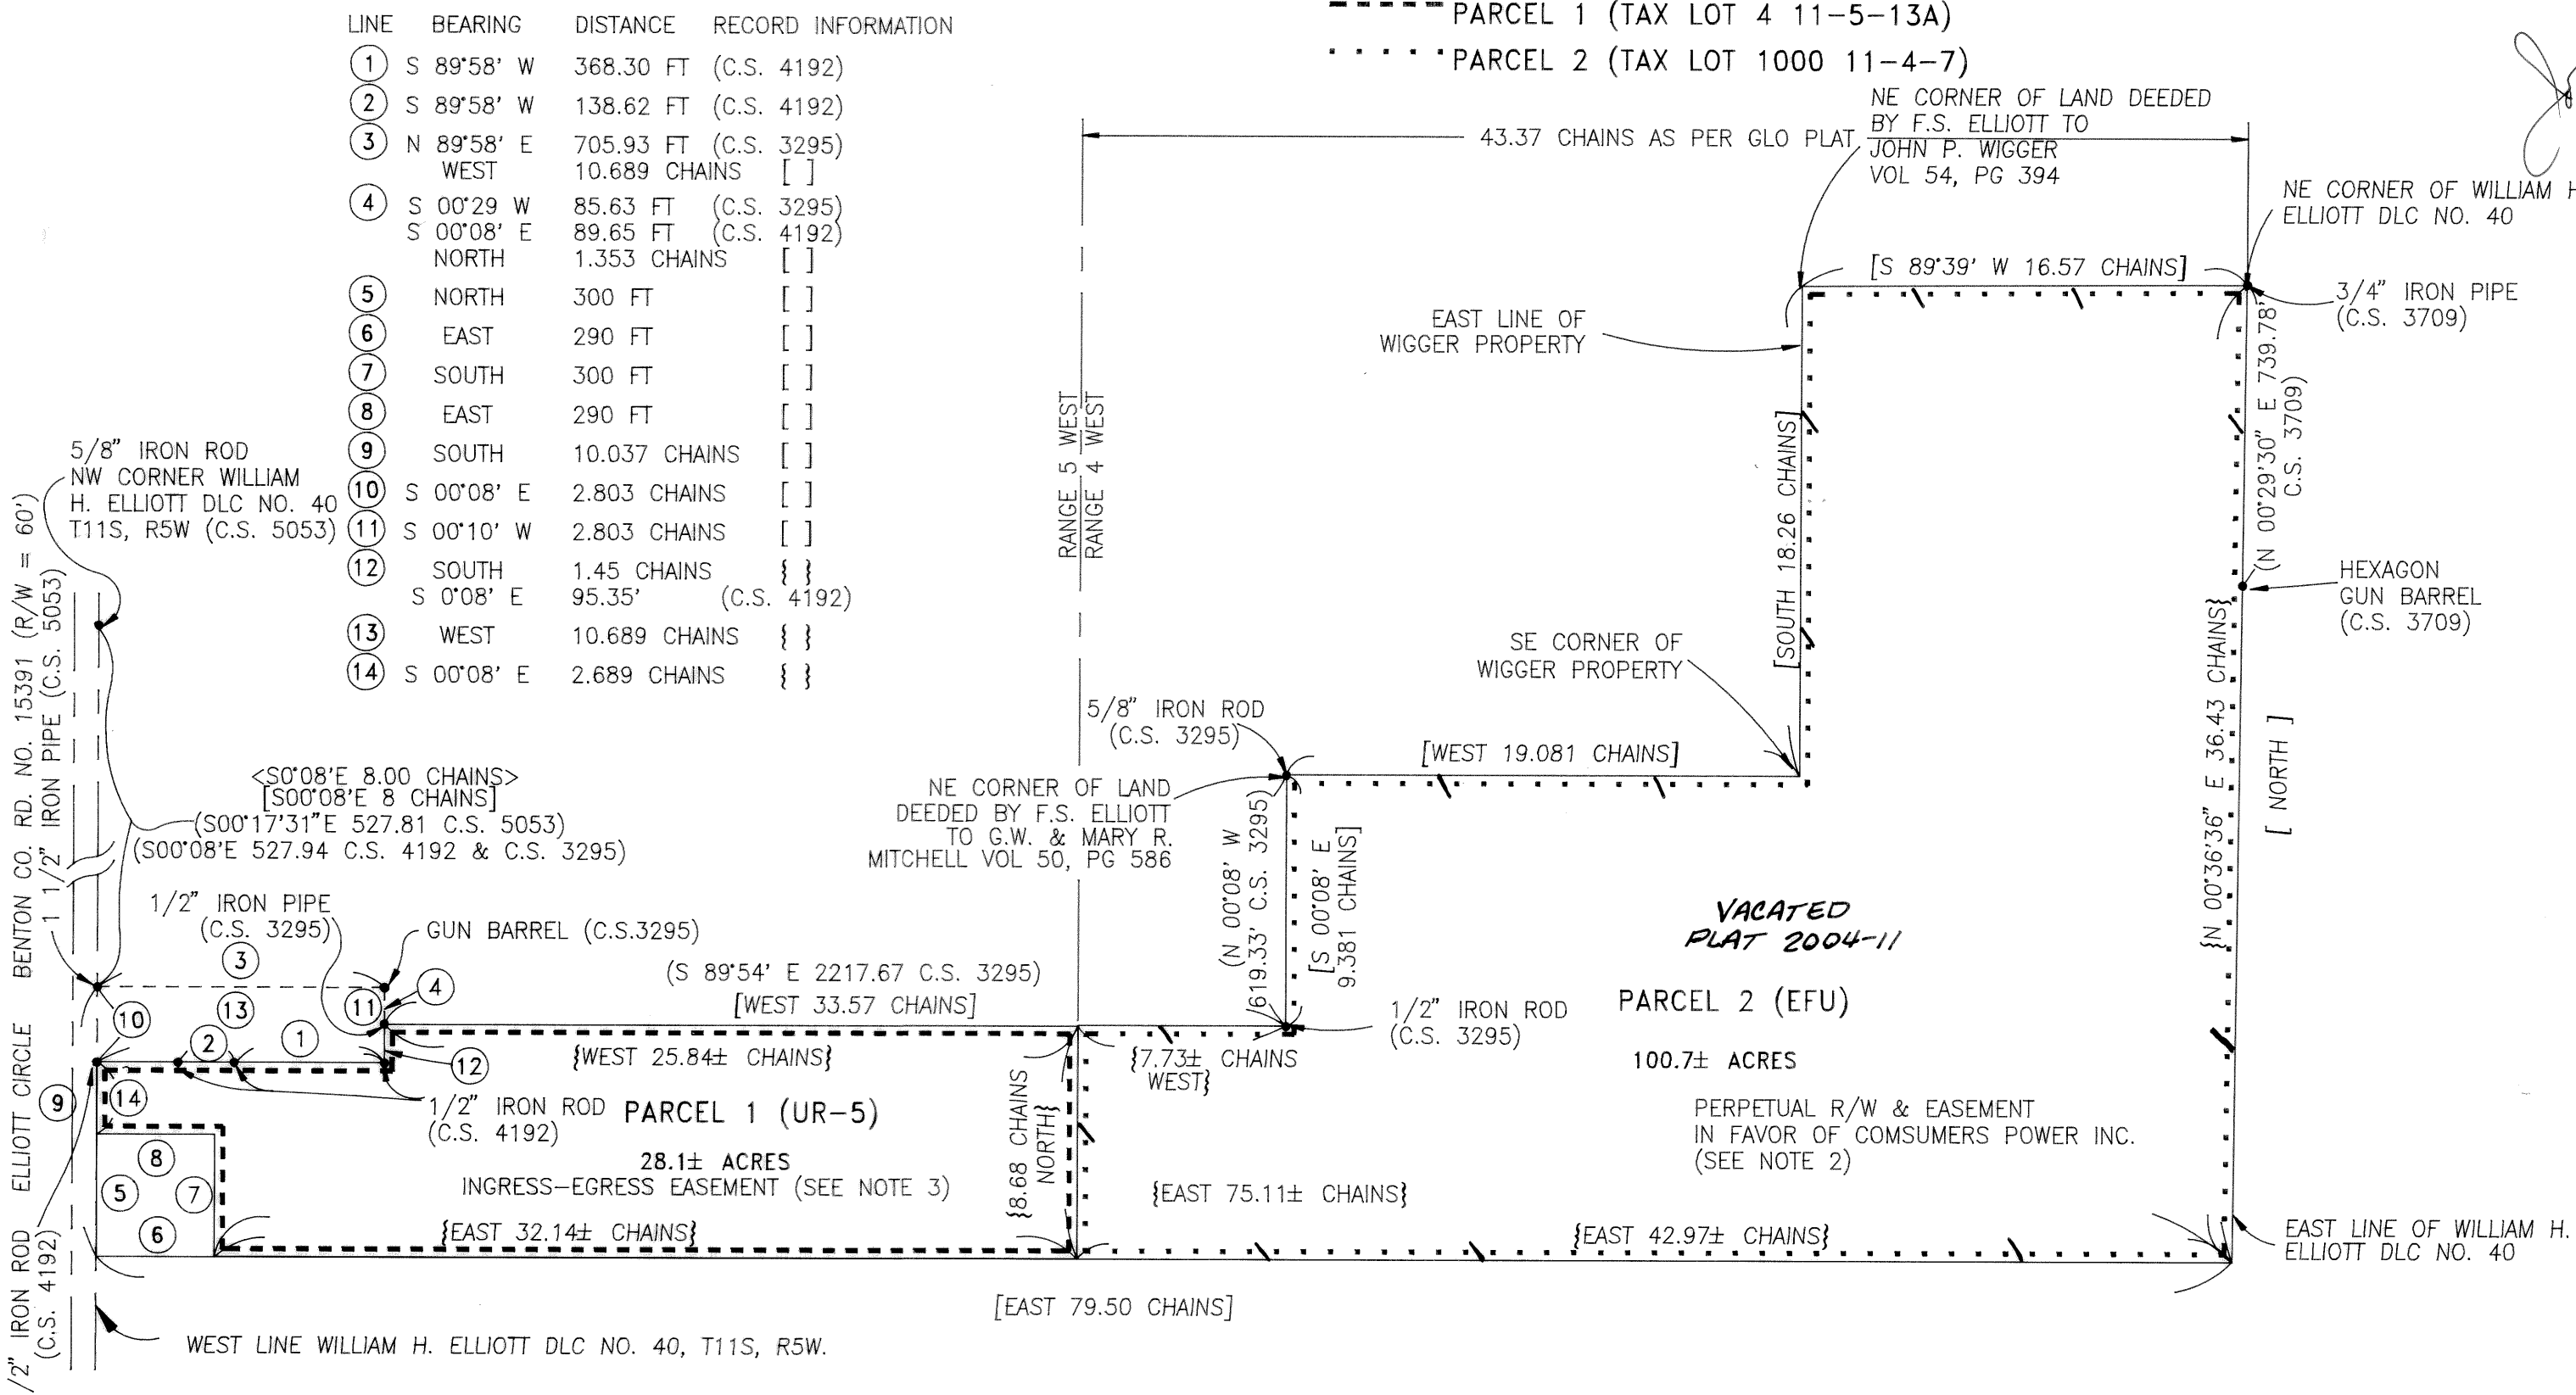 LINE BEARING DISTANCE RECORD INFORMATION
① S 89°58' W 368.30 FT (C.S. 4192)
② S 89°58' W 138.62 FT (C.S. 4192)
③ N 89°58' E 705.93 FT (C.S. 3295)
WEST 10.689 CHAINS [ ]
④ S 00°29 W 85.63 FT (C.S. 3295)
S 00°08' E 89.65 FT (C.S. 4192)
NORTH 1.353 CHAINS [ ]
⑤ NORTH 300 FT [ ]
⑥ EAST 290 FT [ ]
⑦ SOUTH 300 FT [ ]
⑧ EAST 290 FT [ ]
⑨ SOUTH 10.037 CHAINS [ ]
⑩ S 00°08' E 2.803 CHAINS [ ]
⑪ S 00°10' W 2.803 CHAINS [ ]
⑫ SOUTH 1.45 CHAINS { }
S 0°08' E 95.35' (C.S. 4192)
⑬ WEST 10.689 CHAINS { }
⑭ S 00°08' E 2.689 CHAINS { }
PARCEL 1 (TAX LOT 4 11-5-13A)
PARCEL 2 (TAX LOT 1000 11-4-7)
43.37 CHAINS AS PER GLO PLAT
NE CORNER OF LAND DEEDED
BY F.S. ELLIOTT TO
JOHN P. WIGGER
VOL 54, PG 394
NE CORNER OF WILLIAM H
ELLIOTT DLC NO. 40
[S 89°39' W 16.57 CHAINS]
3/4" IRON PIPE
(C.S. 3709)
EAST LINE OF
WIGGER PROPERTY
(N 00°29'30" E 739.78'
C.S. 3709)
RANGE 5 WEST
RANGE 4 WEST
[SOUTH 18.26 CHAINS]
5/8" IRON ROD
NW CORNER WILLIAM
H. ELLIOTT DLC NO. 40
T11S, R5W (C.S. 5053)
HEXAGON
GUN BARREL
(C.S. 3709)
SE CORNER OF
WIGGER PROPERTY
{N 00°36'36" E 36.43 CHAINS}
[ NORTH ]
5/8" IRON ROD
(C.S. 3295)
[WEST 19.081 CHAINS]
NE CORNER OF LAND
DEEDED BY F.S. ELLIOTT
TO G.W. & MARY R.
MITCHELL VOL 50, PG 586
(N 00°08' W
619.33' C.S. 3295)
[S 00°08' E
9.381 CHAINS]
<S0°08'E 8.00 CHAINS>
[S00°08'E 8 CHAINS]
(S00°17'31"E 527.81 C.S. 5053)
(S00°08'E 527.94 C.S. 4192 & C.S. 3295)
1/2" IRON PIPE
(C.S. 3295)
GUN BARREL (C.S.3295)
③
⑬
⑪
④
⑩
②
①
⑫
⑨
⑭
(S 89°54' E 2217.67 C.S. 3295)
[WEST 33.57 CHAINS]
VACATED
PLAT 2004-11
PARCEL 2 (EFU)
100.7± ACRES
1/2" IRON ROD
(C.S. 3295)
{WEST 25.84± CHAINS}
{7.73± CHAINS
WEST}
1/2" IRON ROD
(C.S. 4192)
PARCEL 1 (UR-5)
28.1± ACRES
INGRESS-EGRESS EASEMENT (SEE NOTE 3)
{8.68 CHAINS
NORTH}
PERPETUAL R/W & EASEMENT
IN FAVOR OF COMSUMERS POWER INC.
(SEE NOTE 2)
⑧
⑤
⑦
⑥
{EAST 75.11± CHAINS}
{EAST 32.14± CHAINS}
{EAST 42.97± CHAINS}
EAST LINE OF WILLIAM H.
ELLIOTT DLC NO. 40
[EAST 79.50 CHAINS]
WEST LINE WILLIAM H. ELLIOTT DLC NO. 40, T11S, R5W.
ELLIOTT CIRCLE BENTON CO. RD. NO. 15391 (R/W = 60')
1 1/2" IRON PIPE (C.S. 5053)
/2" IRON ROD
(C.S. 4192)